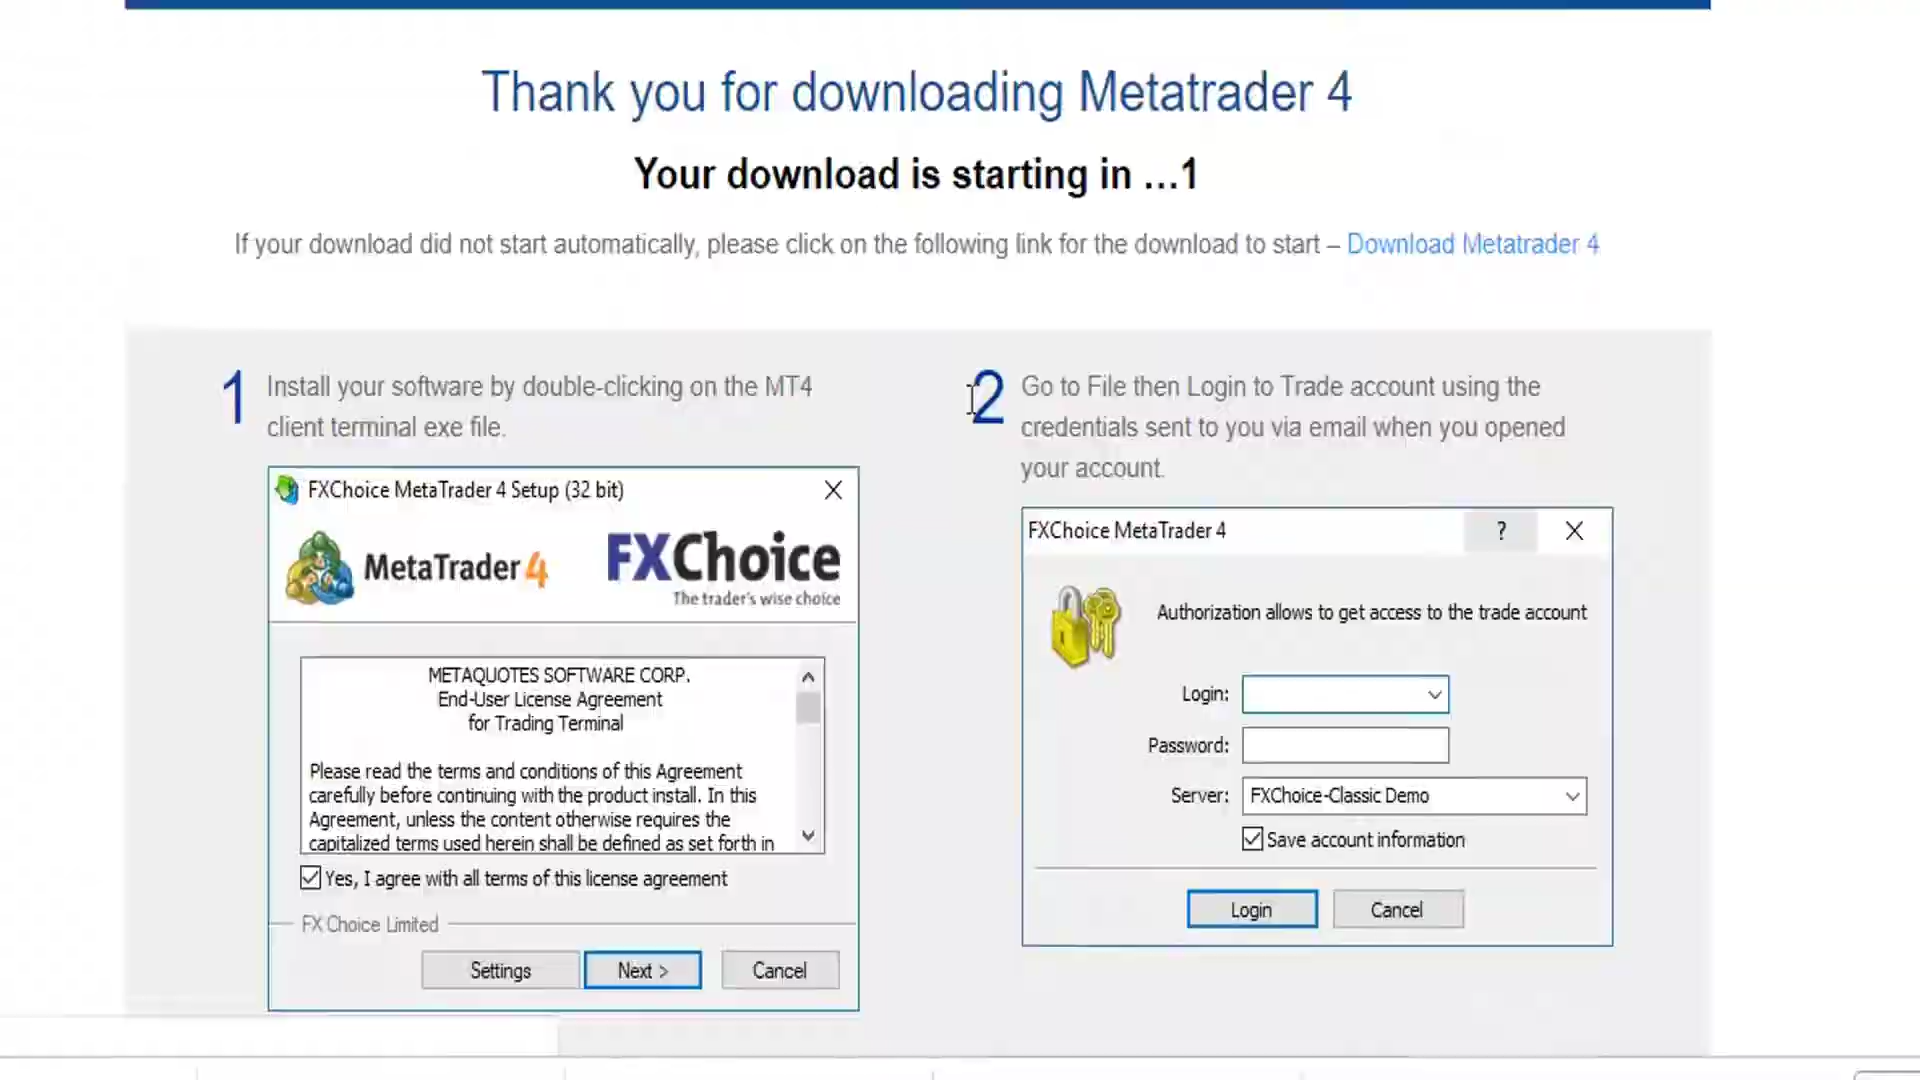 Thank you for downloading Metatrader 4
Your download is starting in ...1
If your download did not start automatically, please click on the following link for the download to start – Download Metatrader 4
1
Install your software by double-clicking on the MT4
client terminal exe file.
FXChoice MetaTrader 4 Setup (32 bit)
MetaTrader 4
FXChoice
The trader's wise choice
METAQUOTES SOFTWARE CORP.
End-User License Agreement
for Trading Terminal
Please read the terms and conditions of this Agreement
carefully before continuing with the product install. In this
Agreement, unless the content otherwise requires the
capitalized terms used herein shall be defined as set forth in
Yes, I agree with all terms of this license agreement
FX Choice Limited
Settings
Next >
Cancel
2
Go to File then Login to Trade account using the
credentials sent to you via email when you opened
your account.
FXChoice MetaTrader 4
?
Authorization allows to get access to the trade account
Login:
Password:
Server: FXChoice-Classic Demo
Save account information
Login
Cancel